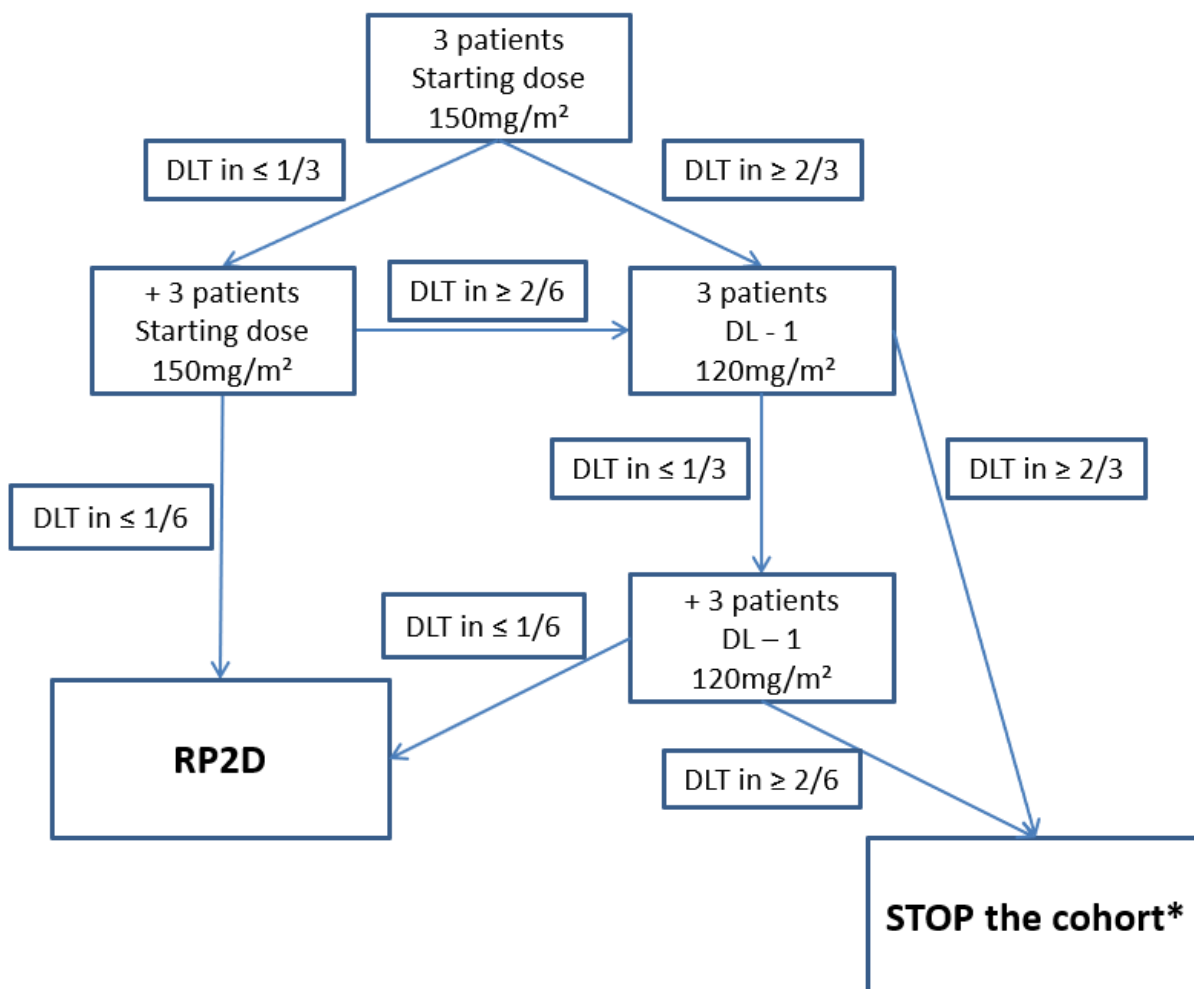 3 patients
Starting dose
150mg/m²
DLT in ≤ 1/3
DLT in ≥ 2/3
+ 3 patients
Starting dose
150mg/m²
DLT in ≥ 2/6
3 patients
DL - 1
120mg/m²
DLT in ≤ 1/3
DLT in ≥ 2/3
DLT in ≤ 1/6
+ 3 patients
DL – 1
120mg/m²
DLT in ≤ 1/6
RP2D
DLT in ≥ 2/6
STOP the cohort*